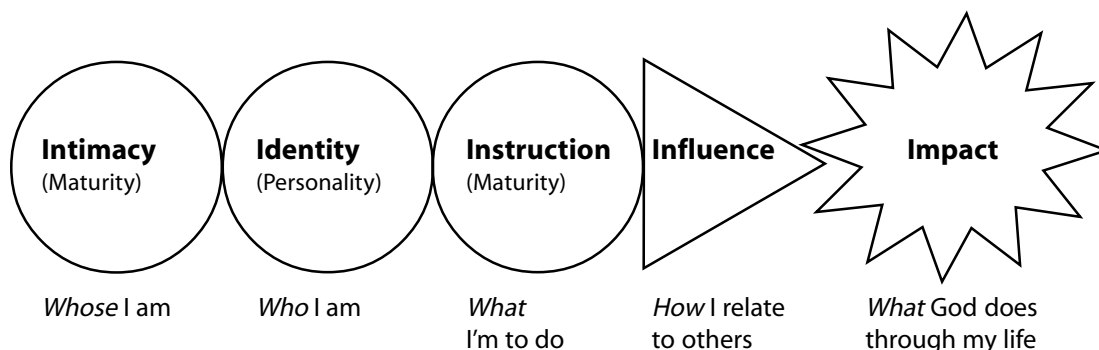 Intimacy
(Maturity)
Identity
(Personality)
Instruction
(Maturity)
Influence
Impact
Whose I am
Who I am
What
I'm to do
How I relate
to others
What God does
through my life